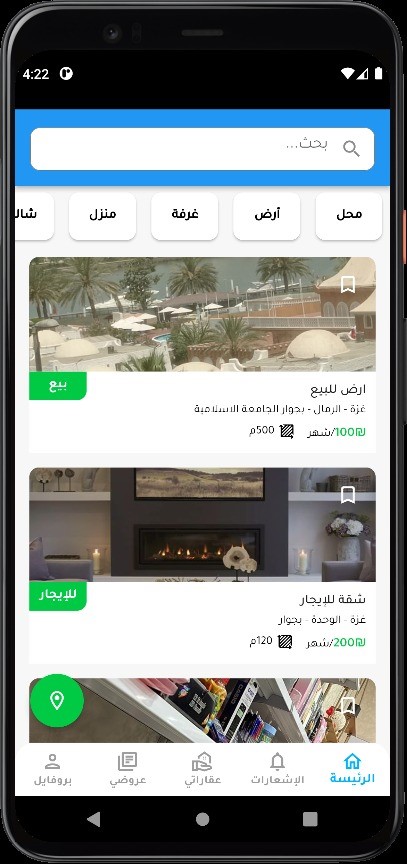 4:22
بحث...
محل
أرض
غرفة
منزل
شال
بيع
ارض للبيع
غزة - الرمال - بجوار الجامعة الاسلامية
₪100/شهر
500م
للإيجار
شقة للإيجار
غزة - الوحدة - بجوار
₪200/شهر
120م
الرئيسة
الإشعارات
عقاراتي
عروضي
بروفايل